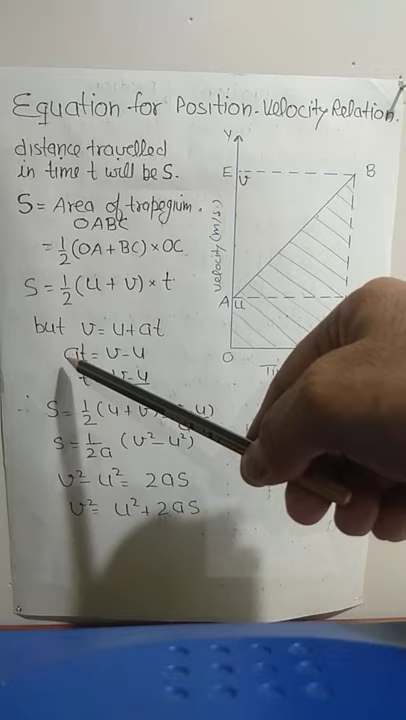 Equation for Position-Velocity Relation.
distance travelled
in time t will be S.
S = Area of trapegium.
OABC
= 1/2 (OA + BC) × OC
S = 1/2 (u + v) × t
but v = u + at
at = v - u
t v - u
∴ S = 1/2 (u + v) - u)
S = 1/2a (v² - u²)
v² - u² = 2as
v² = u² + 2as
Y
E v B
velocity (m/s)
A u
O